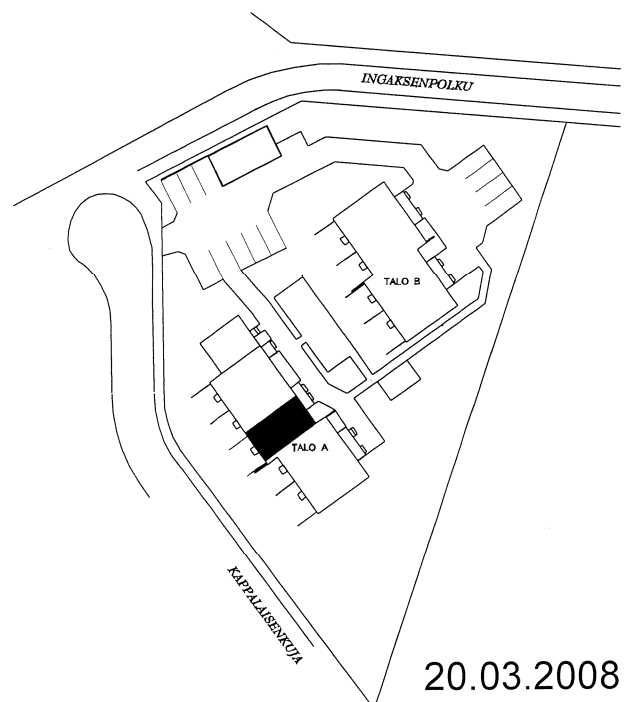 INGAKSENPOLKU
TALO B
TALO A
KAPPALAISENKUJA
20.03.2008